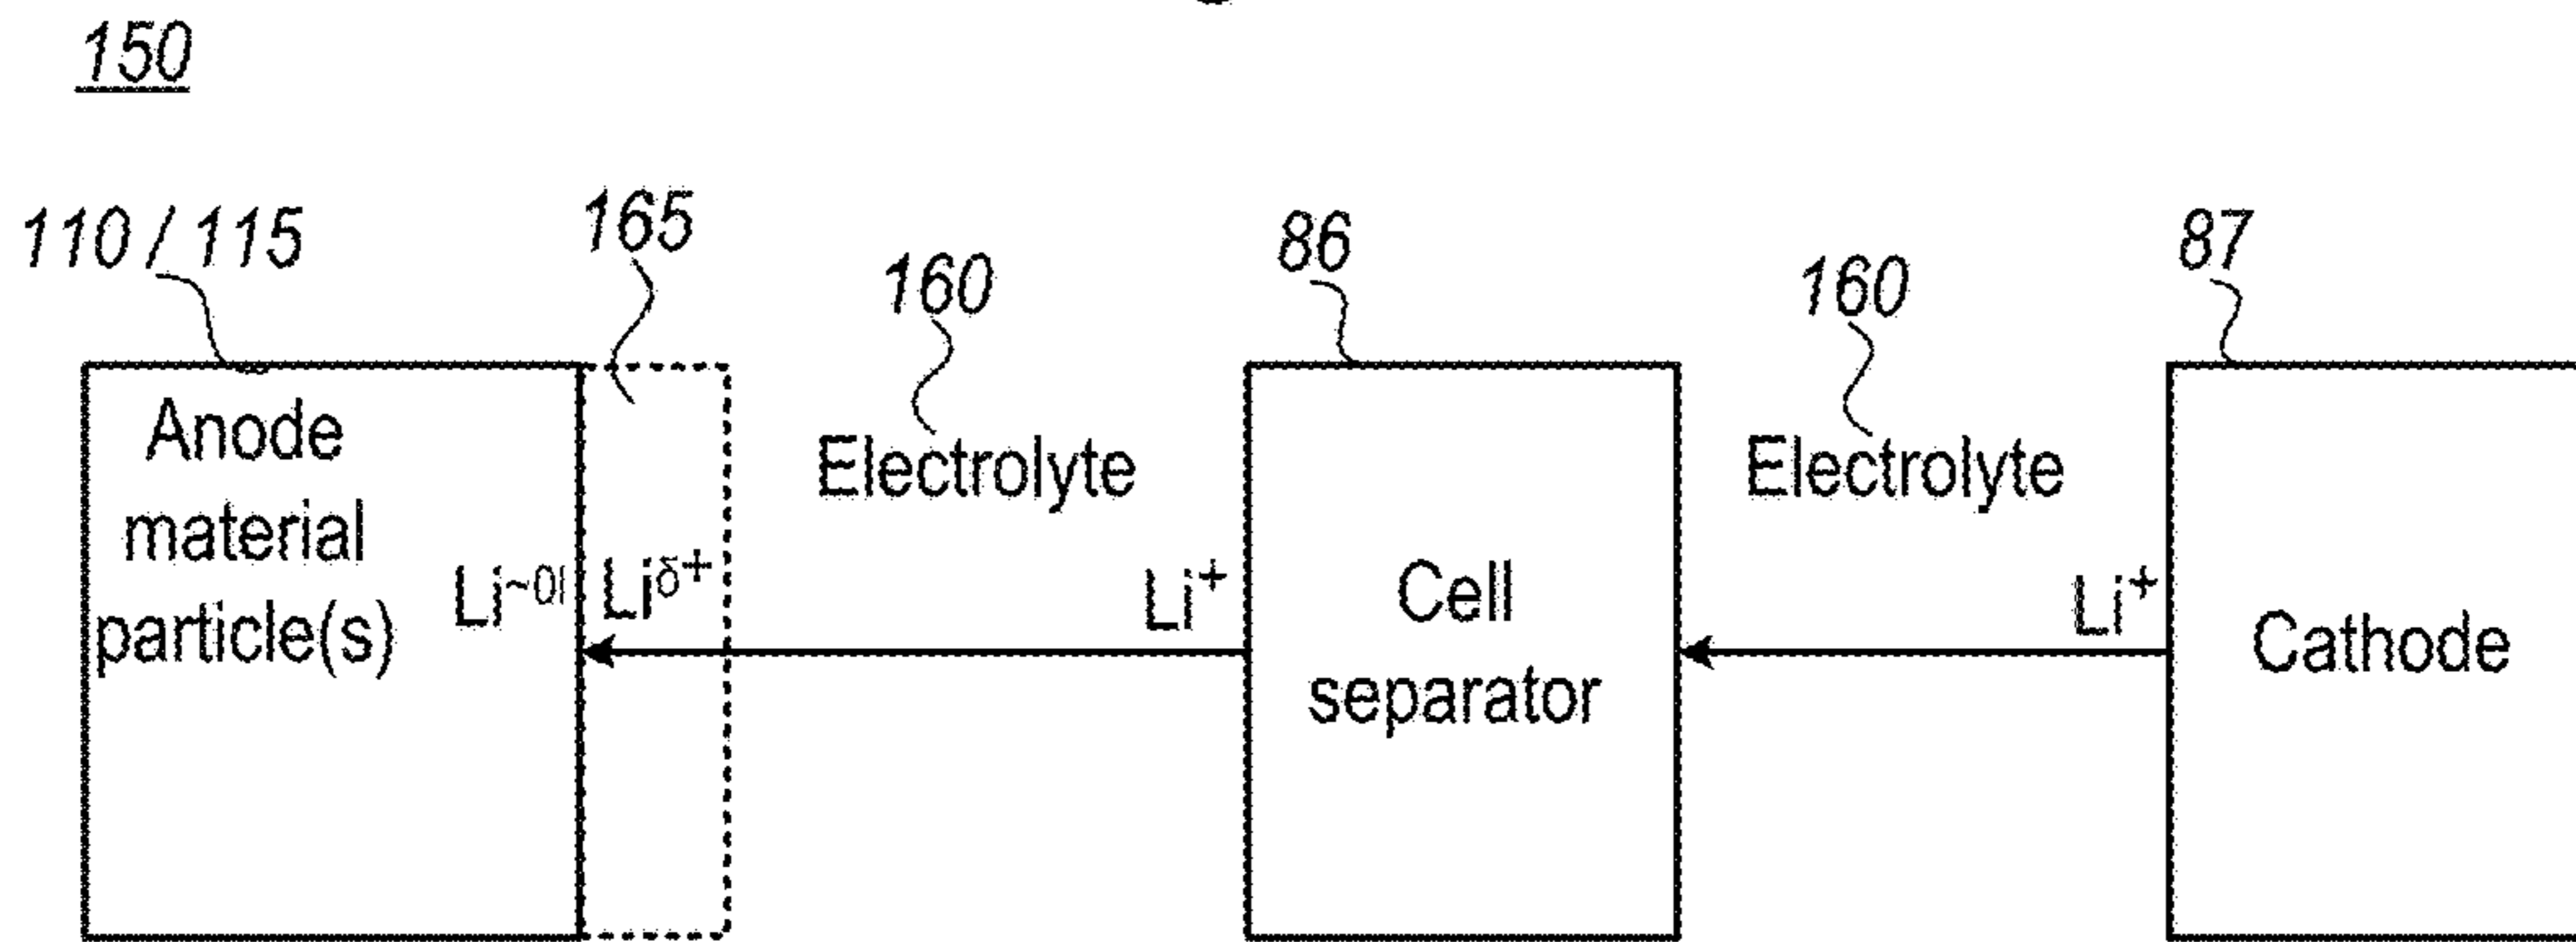 150
110 / 115
165
160
86
160
87
Anode
material
particle(s)
Li~0l
Liδ+
Electrolyte
Li+
Cell
separator
Electrolyte
Li+
Cathode